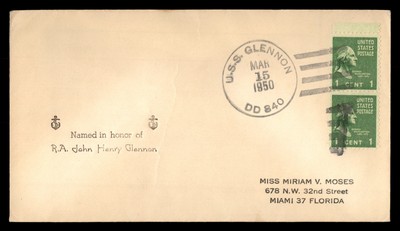 U.S.S. GLENNON
MAR
15
1950
DD 840
UNITED
STATES
POSTAGE
1 CENT 1
UNITED
STATES
POSTAGE
1 CENT 1
Named in honor of
R.A. John Henry Glennon
MISS MIRIAM V. MOSES
678 N.W. 32nd Street
MIAMI 37 FLORIDA